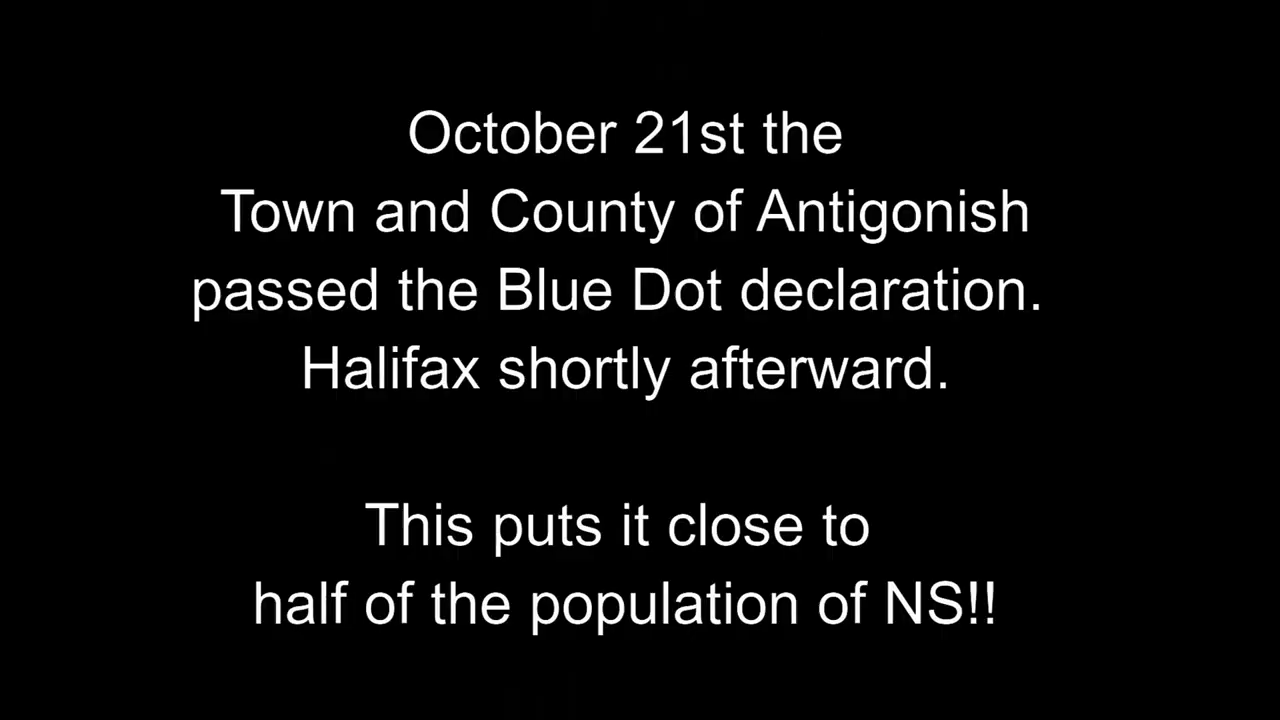 October 21st the
Town and County of Antigonish
passed the Blue Dot declaration.
Halifax shortly afterward.
This puts it close to
half of the population of NS!!